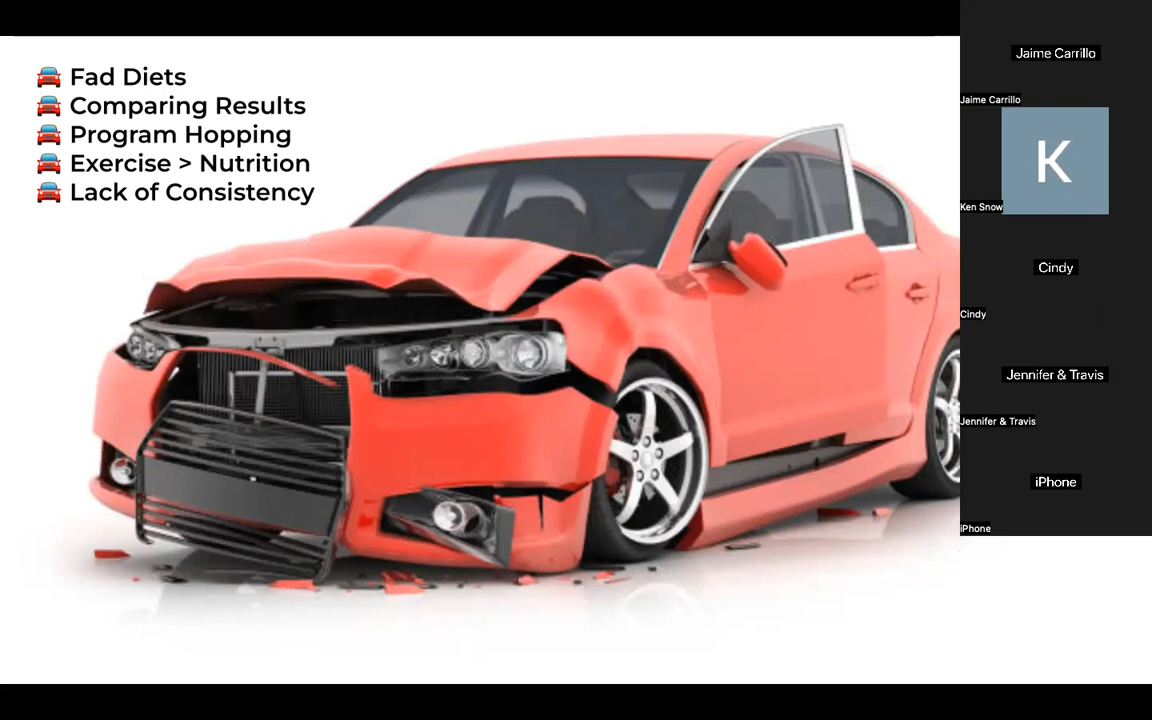 Fad Diets
Comparing Results
Program Hopping
Exercise > Nutrition
Lack of Consistency
Jaime Carrillo
Jaime Carrillo
K
Ken Snow
Cindy
Cindy
Jennifer & Travis
Jennifer & Travis
iPhone
iPhone